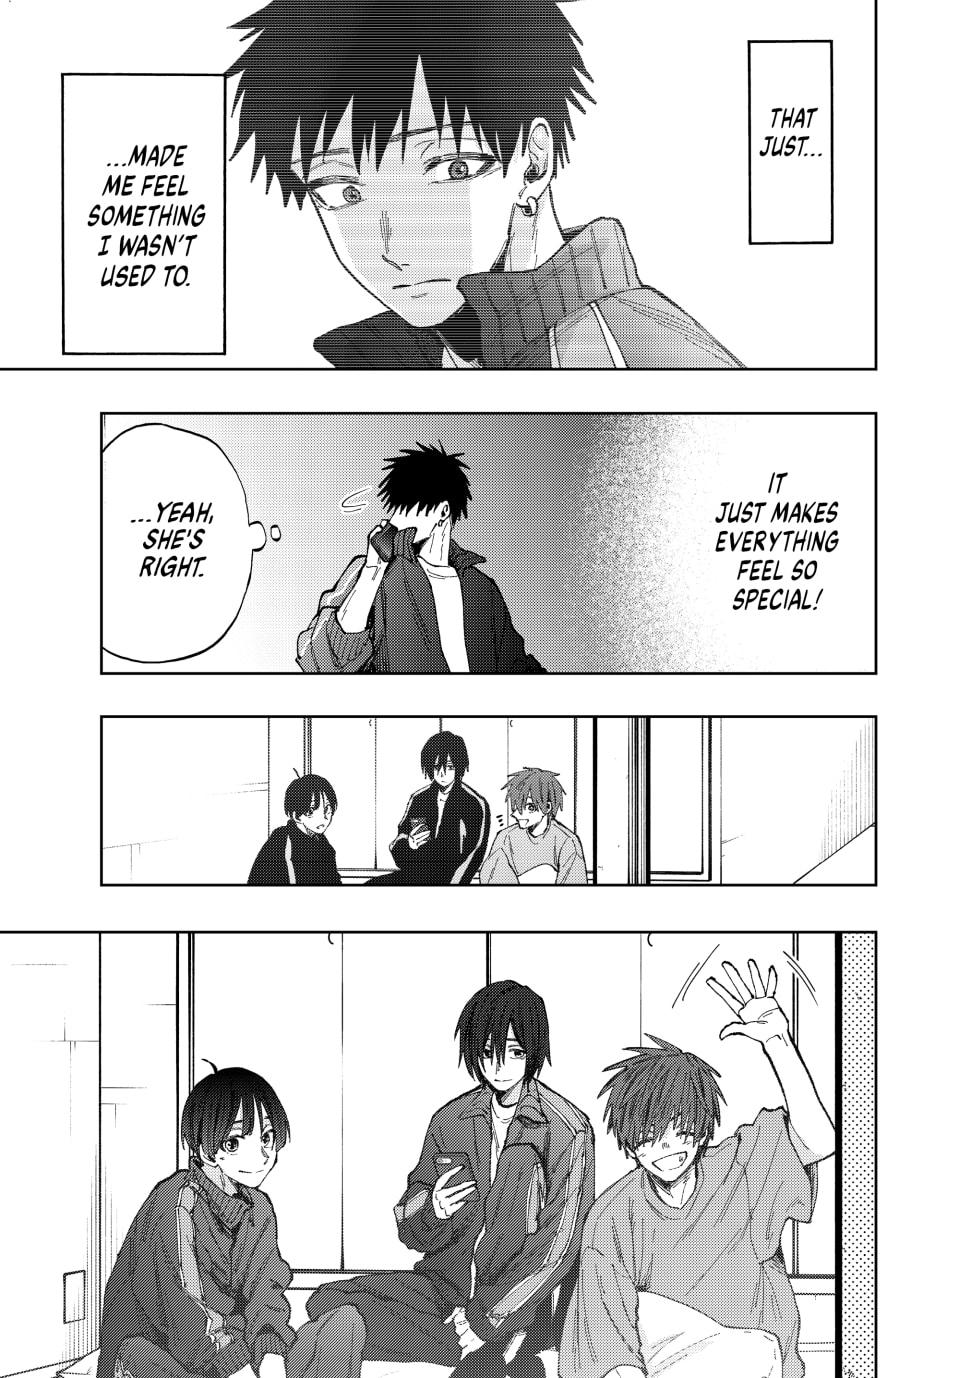 THAT
JUST...
...MADE
ME FEEL
SOMETHING
I WASN'T
USED TO.
IT
JUST MAKES
EVERYTHING
FEEL SO
SPECIAL!
...YEAH,
SHE'S
RIGHT.